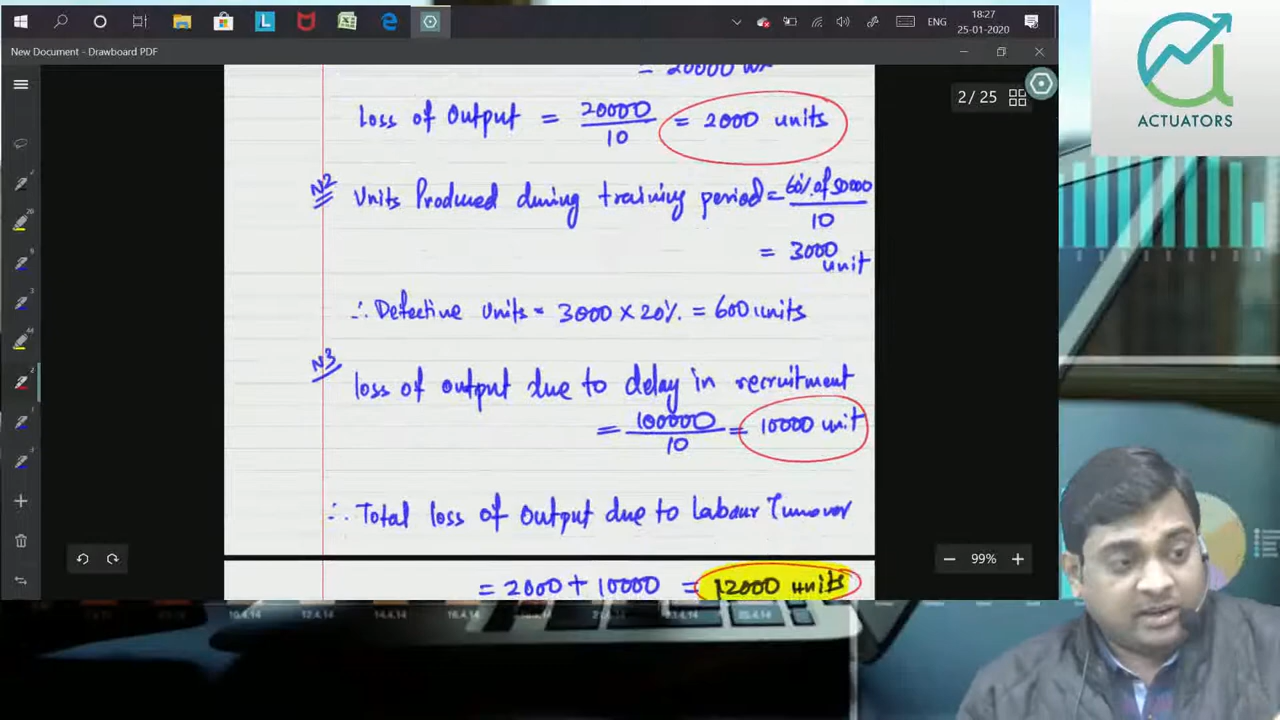 ENG
18:27
25-01-2020
New Document - Drawboard PDF
2 / 25
ACTUATORS
= 20000
Loss of Output = 20000/10 = 2000 units
N2 Units Produced during training period = 60% of 50000/10
= 3000 unit
∴ Defective Units = 3000 × 20% = 600 units
N3 loss of output due to delay in recruitment
= 100000/10 = 10000 unit
∴ Total loss of output due to Labour Turnover
= 2000 + 10000 = 12000 units
99%